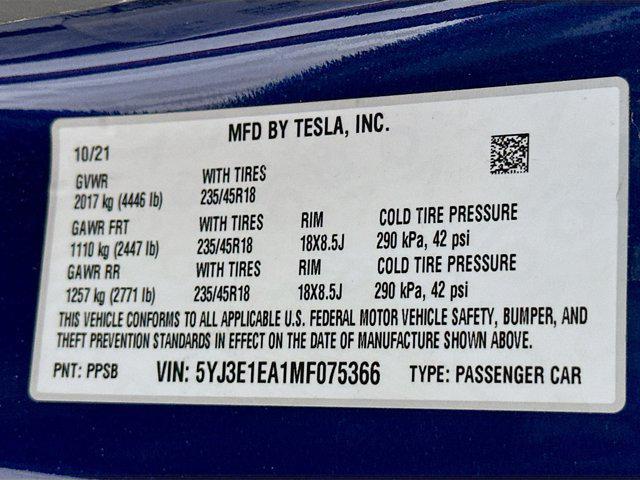 MFD BY TESLA, INC.
10/21
GVWR WITH TIRES
2017 kg (4446 lb) 235/45R18
GAWR FRT WITH TIRES RIM COLD TIRE PRESSURE
1110 kg (2447 lb) 235/45R18 18X8.5J 290 kPa, 42 psi
GAWR RR WITH TIRES RIM COLD TIRE PRESSURE
1257 kg (2771 lb) 235/45R18 18X8.5J 290 kPa, 42 psi
THIS VEHICLE CONFORMS TO ALL APPLICABLE U.S. FEDERAL MOTOR VEHICLE SAFETY, BUMPER, AND
THEFT PREVENTION STANDARDS IN EFFECT ON THE DATE OF MANUFACTURE SHOWN ABOVE.
PNT: PPSB VIN: 5YJ3E1EA1MF075366 TYPE: PASSENGER CAR